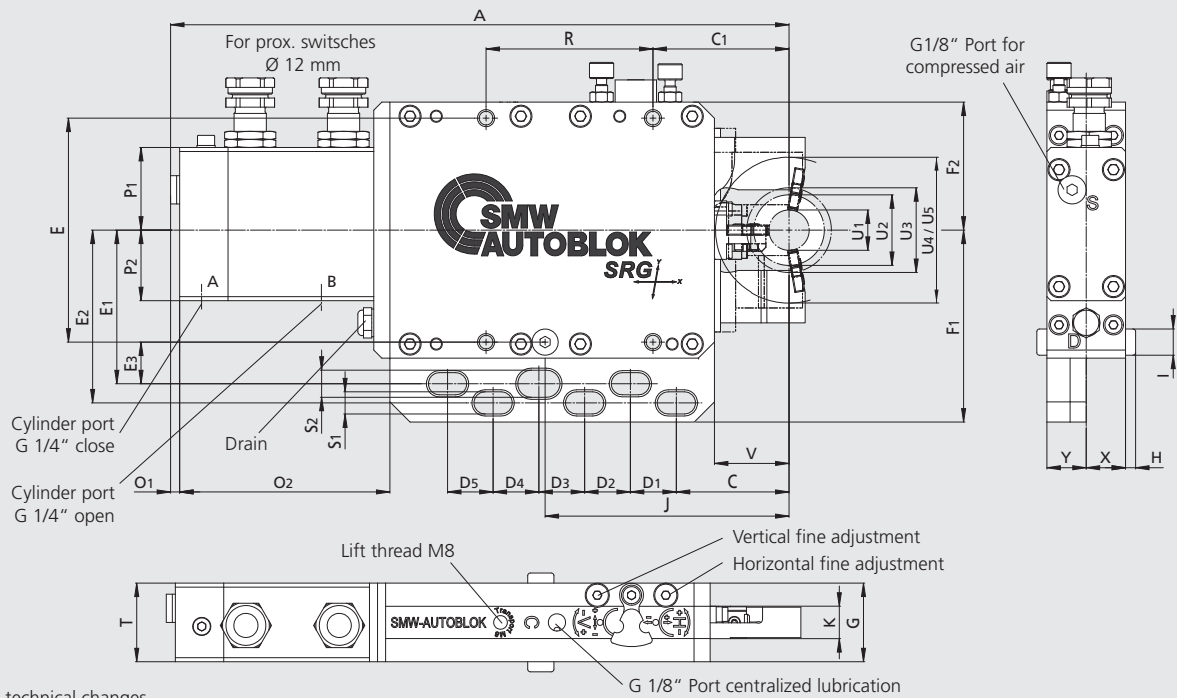 A
For prox. switsches
Ø 12 mm
R
C1
G1/8“ Port for
compressed air
E
P1
P2
E1
E2
E3
A
B
SMW
AUTOBLOK
SRG
Y
x
U1
U2
U3
U4 / U5
F2
F1
S
D
I
Y
X
H
Cylinder port
G 1/4“ close
Drain
S2
S1
V
Cylinder port
G 1/4“ open
O1
O2
D5
D4
D3
D2
D1
C
J
Vertical fine adjustment
Lift thread M8
Horizontal fine adjustment
T
SMW-AUTOBLOK
Transport
M8
C
V
H
K
G
G 1/8“ Port centralized lubrication
technical changes